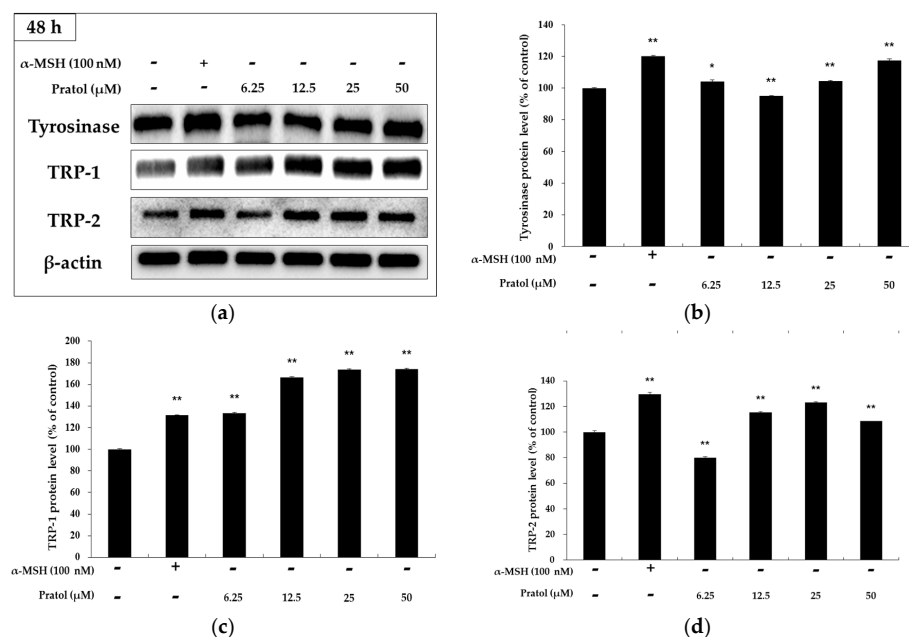 48 h
α-MSH (100 nM) - + - - - -
Pratol (μM) - - 6.25 12.5 25 50
Tyrosinase
TRP-1
TRP-2
β-actin
(a)
Tyrosinase protein level (% of control)
140
120
100
80
60
40
20
0
** * ** ** **
α-MSH (100 nM) - + - - - -
Pratol (μM) - - 6.25 12.5 25 50
(b)
TRP-1 protein level (% of control)
200
180
160
140
120
100
80
60
40
20
0
** ** ** ** **
α-MSH (100 nM) - + - - - -
Pratol (μM) - - 6.25 12.5 25 50
(c)
TRP-2 protein level (% of control)
140
120
100
80
60
40
20
0
** ** ** ** **
α-MSH (100 nM) - + - - - -
Pratol (μM) - - 6.25 12.5 25 50
(d)